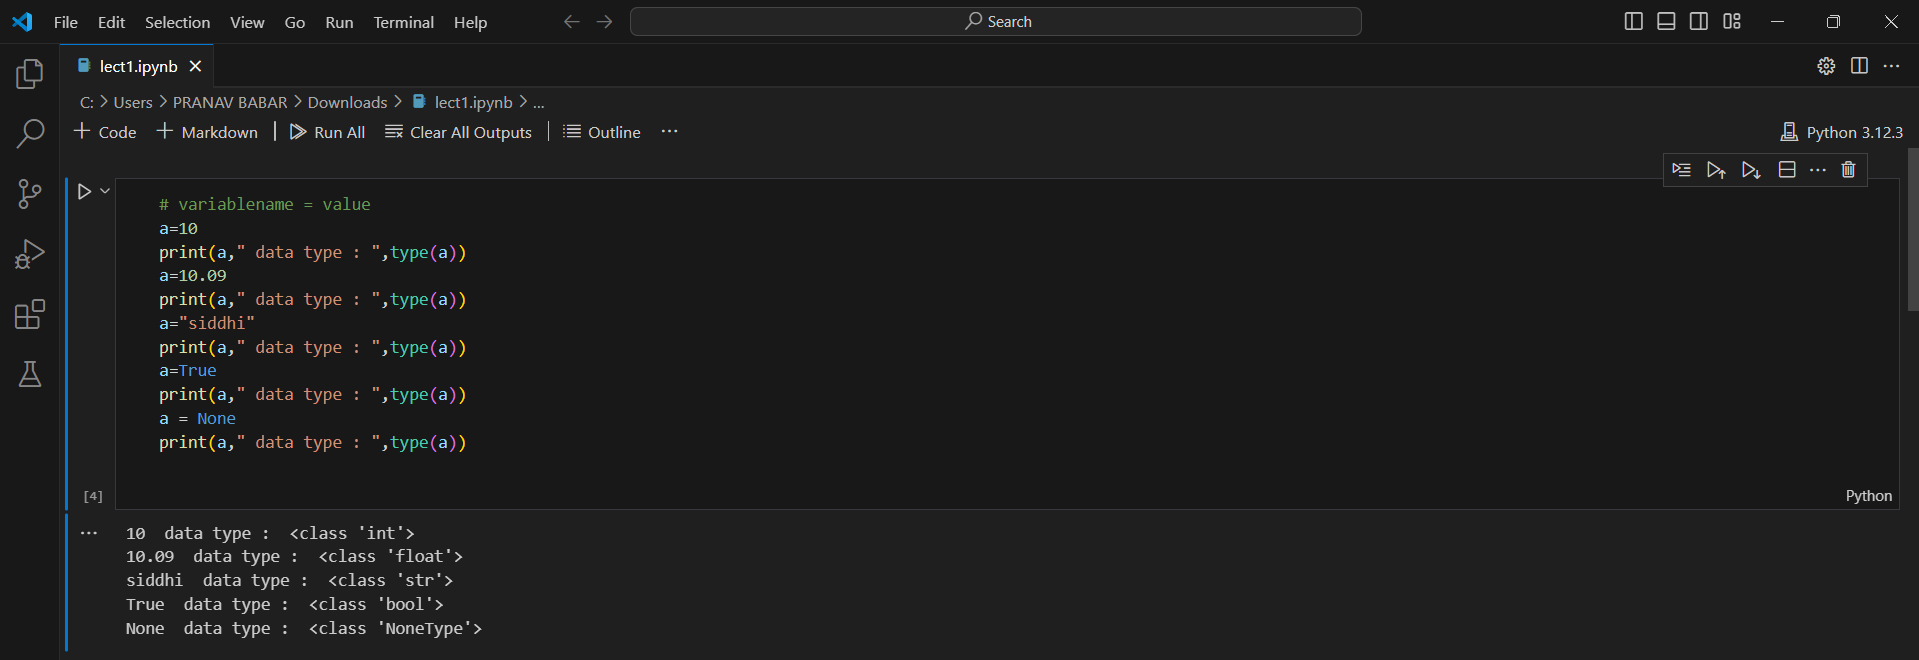 File Edit Selection View Go Run Terminal Help Search
lect1.ipynb
C: > Users > PRANAV BABAR > Downloads > lect1.ipynb > ...
+ Code + Markdown | Run All Clear All Outputs | Outline ... Python 3.12.3
# variablename = value
a=10
print(a," data type : ",type(a))
a=10.09
print(a," data type : ",type(a))
a="siddhi"
print(a," data type : ",type(a))
a=True
print(a," data type : ",type(a))
a = None
print(a," data type : ",type(a))
[4] Python
10  data type :  <class 'int'>
10.09  data type :  <class 'float'>
siddhi  data type :  <class 'str'>
True  data type :  <class 'bool'>
None  data type :  <class 'NoneType'>